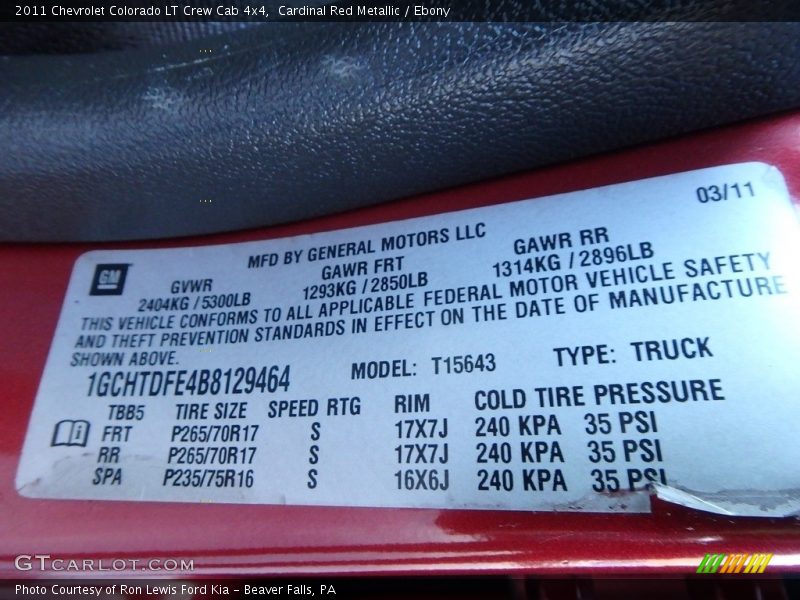 2011 Chevrolet Colorado LT Crew Cab 4x4,  Cardinal Red Metallic / Ebony
03/11
GM
MFD BY GENERAL MOTORS LLC
GVWR GAWR FRT GAWR RR
2404KG / 5300LB 1293KG / 2850LB 1314KG / 2896LB
THIS VEHICLE CONFORMS TO ALL APPLICABLE FEDERAL MOTOR VEHICLE SAFETY
AND THEFT PREVENTION STANDARDS IN EFFECT ON THE DATE OF MANUFACTURE
SHOWN ABOVE.
1GCHTDFE4B8129464 MODEL: T15643 TYPE: TRUCK
TBB5 TIRE SIZE SPEED RTG RIM COLD TIRE PRESSURE
FRT P265/70R17 S 17X7J 240 KPA 35 PSI
RR P265/70R17 S 17X7J 240 KPA 35 PSI
SPA P235/75R16 S 16X6J 240 KPA 35 PSI
GTCARLOT.COM
Photo Courtesy of Ron Lewis Ford Kia – Beaver Falls, PA